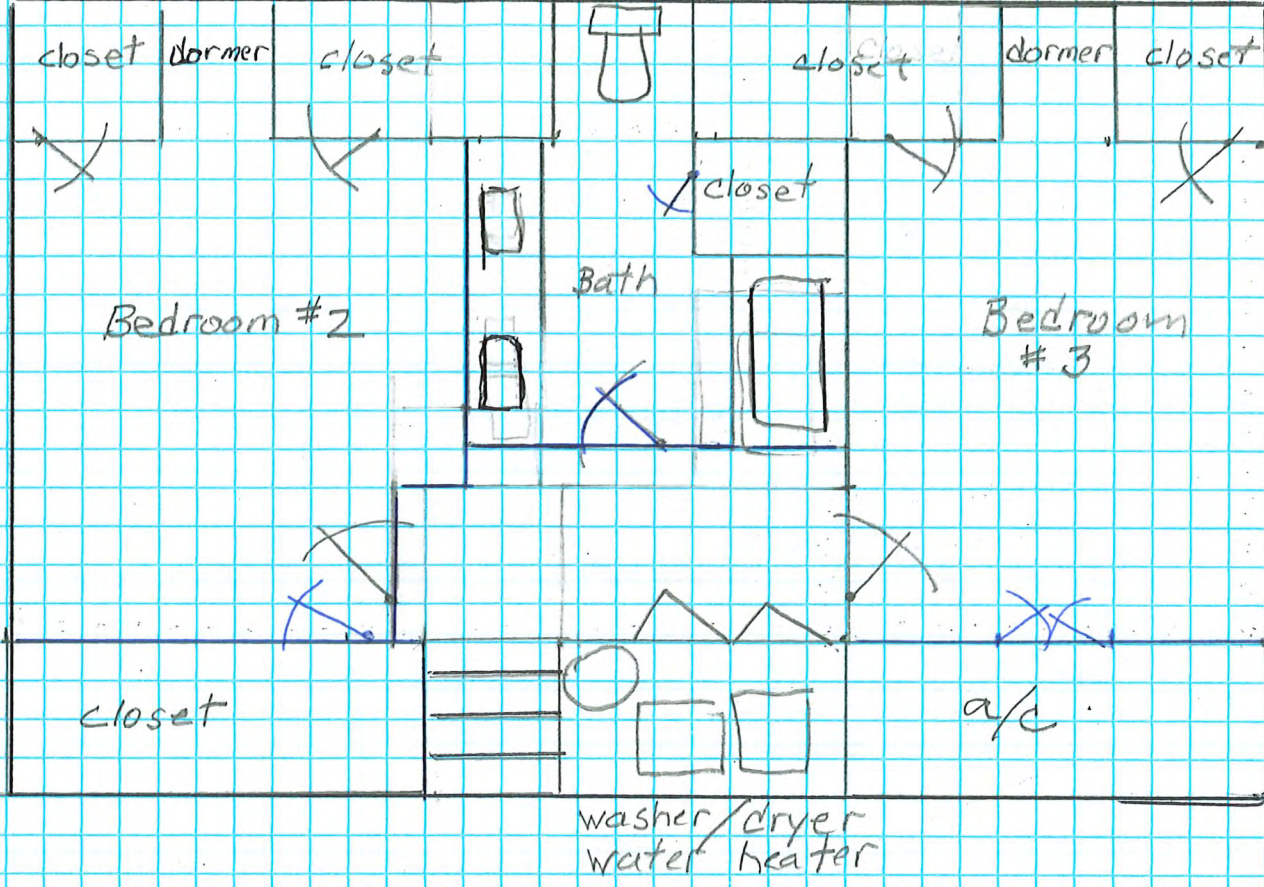 closet
dormer
closet
closet
dormer
closet
closet
Bath
Bedroom #2
Bedroom
# 3
closet
a/c
washer/dryer
water heater